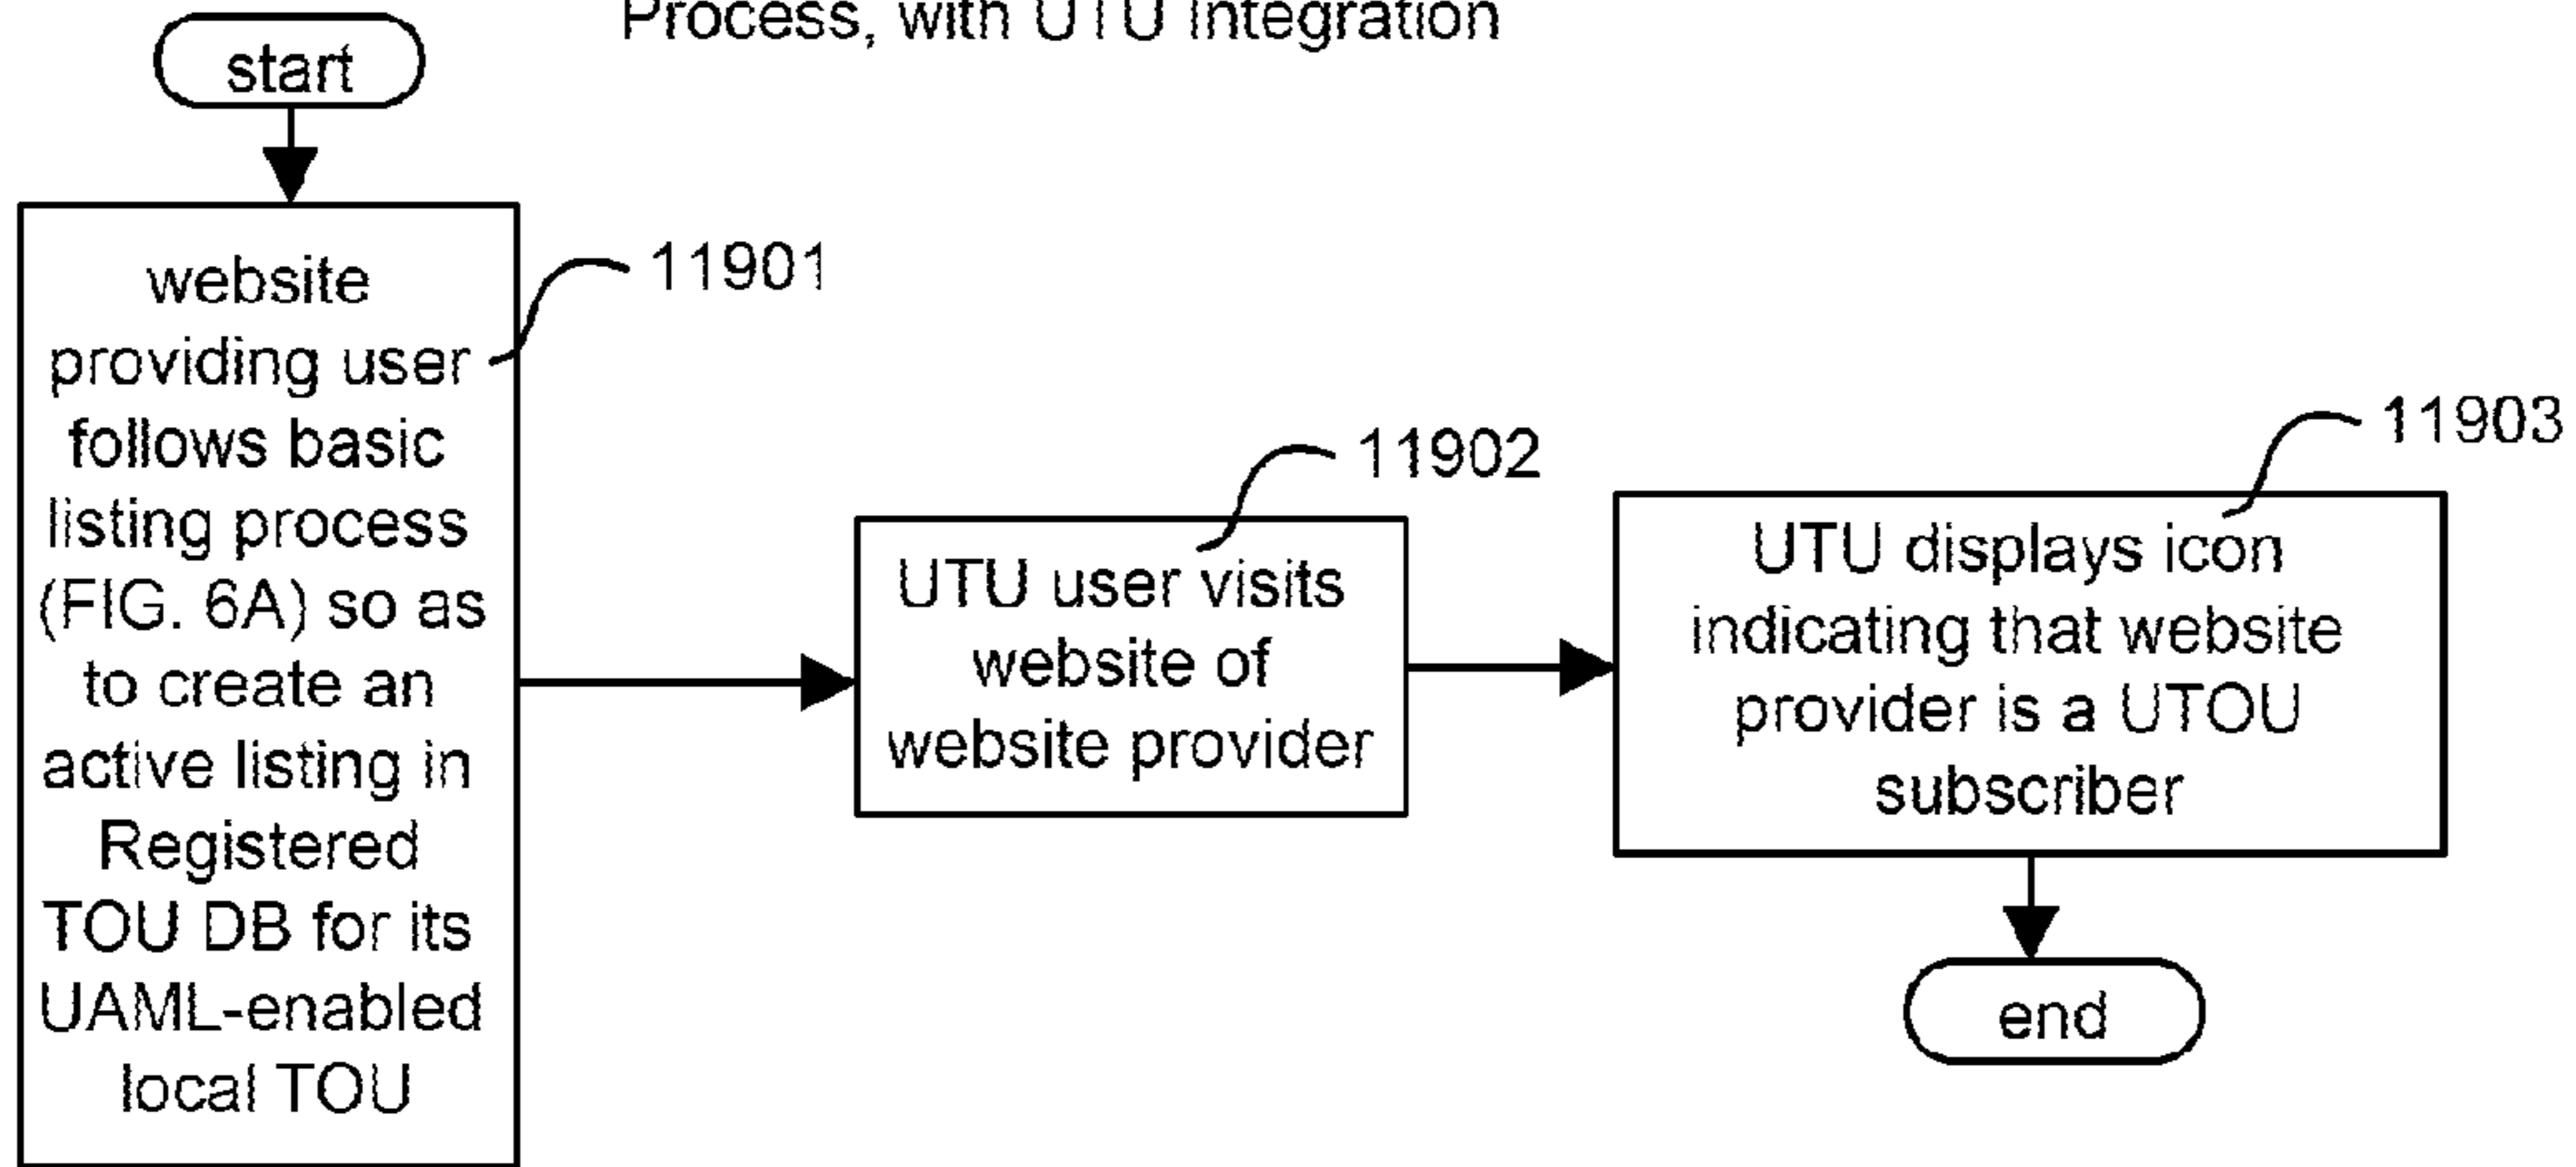 Process, with UTU Integration
start
website
providing user
follows basic
listing process
(FIG. 6A) so as
to create an
active listing in
Registered
TOU DB for its
UAML-enabled
local TOU
11901
UTU user visits
website of
website provider
11902
UTU displays icon
indicating that website
provider is a UTOU
subscriber
11903
end